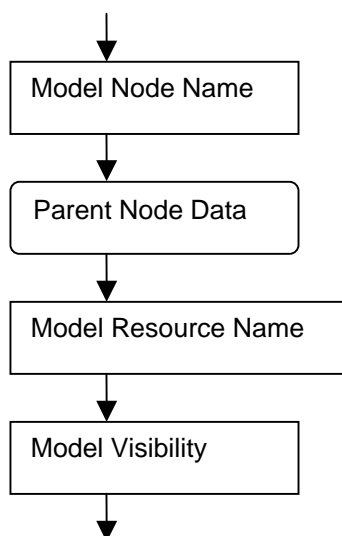 Model Node Name
Parent Node Data
Model Resource Name
Model Visibility